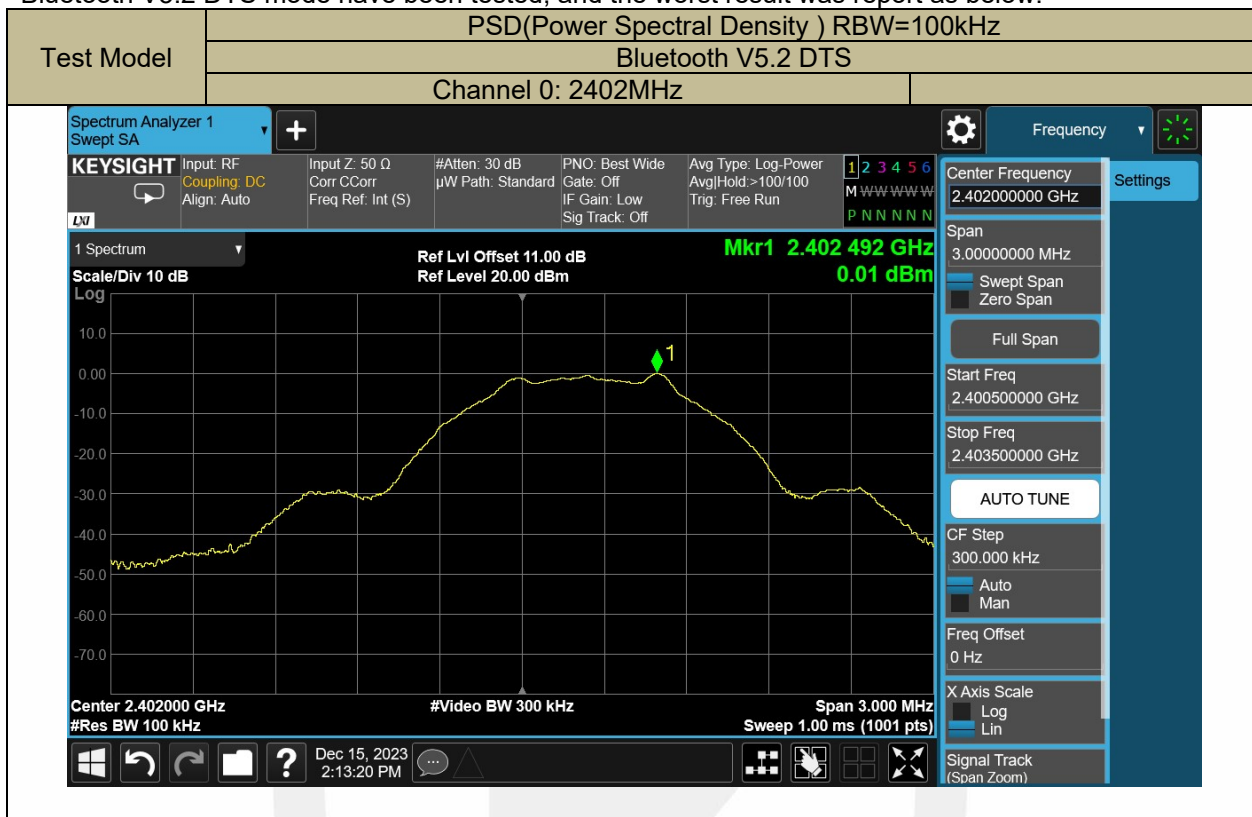 Bluetooth V5.2 DTS mode have been tested, and the worst result was report as below:
Test Model
PSD(Power Spectral Density ) RBW=100kHz
Bluetooth V5.2 DTS
Channel 0: 2402MHz
Spectrum Analyzer 1
Swept SA
+
Frequency
KEYSIGHT
LXI
Input: RF
Coupling: DC
Align: Auto
Input Z: 50 Ω
Corr CCorr
Freq Ref: Int (S)
#Atten: 30 dB
µW Path: Standard
PNO: Best Wide
Gate: Off
IF Gain: Low
Sig Track: Off
Avg Type: Log-Power
Avg|Hold:>100/100
Trig: Free Run
1 2 3 4 5 6
M W W W W W
P N N N N N
1 Spectrum
Scale/Div 10 dB
Log
Ref Lvl Offset 11.00 dB
Ref Level 20.00 dBm
Mkr1 2.402 492 GHz
0.01 dBm
1
10.0
0.00
-10.0
-20.0
-30.0
-40.0
-50.0
-60.0
-70.0
Center 2.402000 GHz
#Res BW 100 kHz
#Video BW 300 kHz
Span 3.000 MHz
Sweep 1.00 ms (1001 pts)
?
Dec 15, 2023
2:13:20 PM
Center Frequency
2.402000000 GHz
Settings
Span
3.00000000 MHz
Swept Span
Zero Span
Full Span
Start Freq
2.400500000 GHz
Stop Freq
2.403500000 GHz
AUTO TUNE
CF Step
300.000 kHz
Auto
Man
Freq Offset
0 Hz
X Axis Scale
Log
Lin
Signal Track
(Span Zoom)